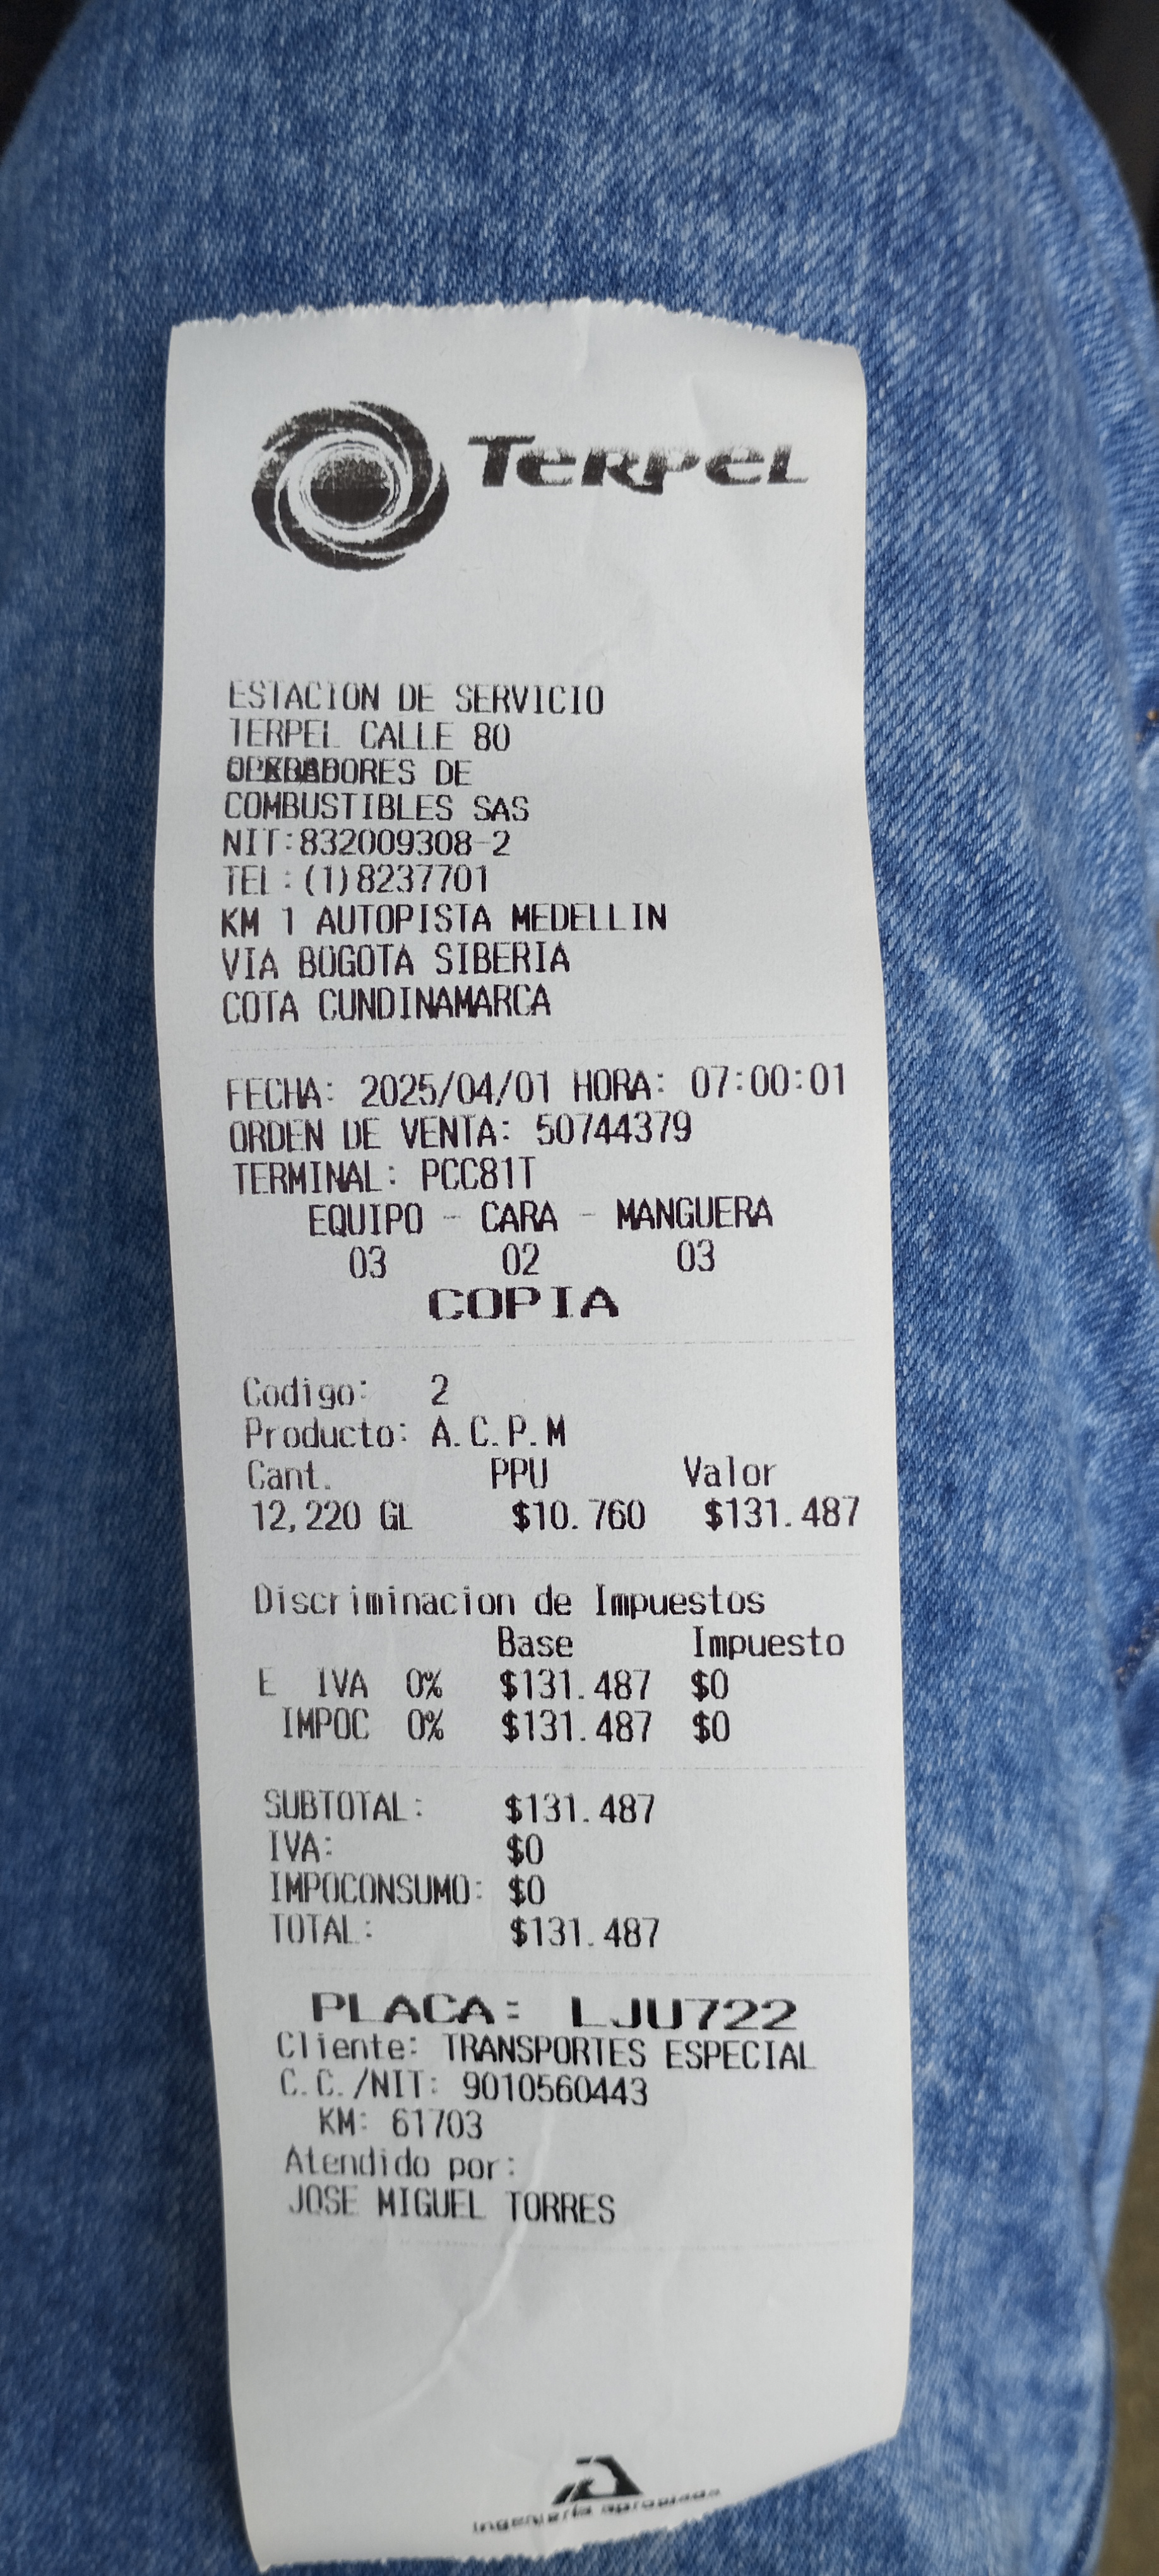 TERPEL
ESTACION DE SERVICIO
TERPEL CALLE 80
DE
COMBUSTIBLES SAS
NIT:832009308-2
TEL:(1)8237701
KM 1 AUTOPISTA MEDELLIN
VIA BOGOTA SIBERIA
COTA CUNDINAMARCA
FECHA: 2025/04/01 HORA: 07:00:01
ORDEN DE VENTA: 50744379
TERMINAL: PCC81T
EQUIPO - CARA - MANGUERA
03 02 03
COPIA
Codigo: 2
Producto: A.C.P.M
Cant. PPU Valor
12,220 GL $10.760 $131.487
Discriminacion de Impuestos
Base Impuesto
E IVA 0% $131.487 $0
IMPOC 0% $131.487 $0
SUBTOTAL: $131.487
IVA: $0
IMPOCONSUMO: $0
TOTAL: $131.487
PLACA: LJU722
Cliente: TRANSPORTES ESPECIAL
C.C./NIT: 9010560443
KM: 61703
Atendido por:
JOSE MIGUEL TORRES
ingeniería apropiada